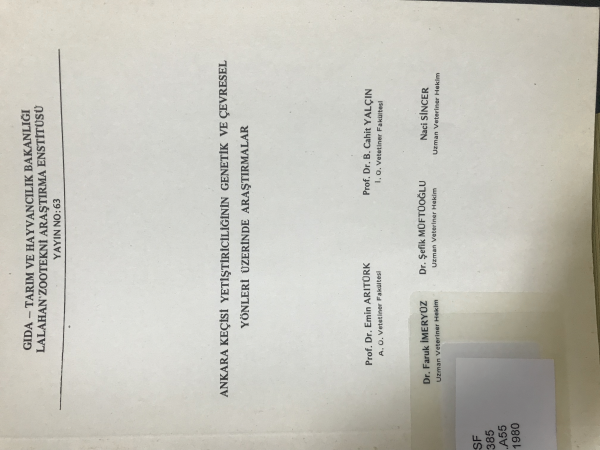 GIDA – TARIM VE HAYVANCILIK BAKANLIĞI
LALAHAN ZOOTEKNİ ARAŞTIRMA ENSTİTÜSÜ
YAYIN NO: 63
ANKARA KEÇİSİ YETİŞTİRİCİLİĞİNİN GENETİK VE ÇEVRESEL
YÖNLERİ ÜZERİNDE ARAŞTIRMALAR
Prof. Dr. Emin ARITÜRK
A. Ü. Vetetiner Fakültesi
Prof. Dr. B. Cahit YALÇIN
İ. Ü. Vetetiner Fakültesi
Dr. Faruk İMERYÜZ
Uzman Veteriner Hekim
Dr. Şefik MÜFTÜOĞLU
Uzman Veteriner Hekim
Naci SİNCER
Uzman Veteriner Hekim
SF
385
.A55
1980